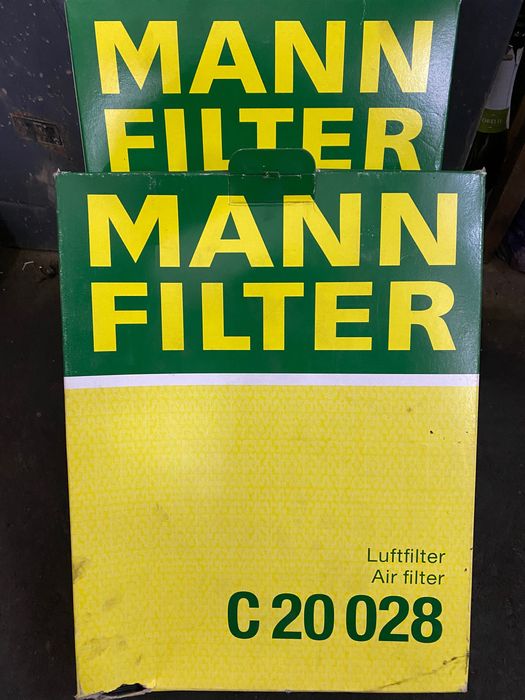 MANN
FILTER
MANN
FILTER
Luftfilter
Air filter
C 20 028